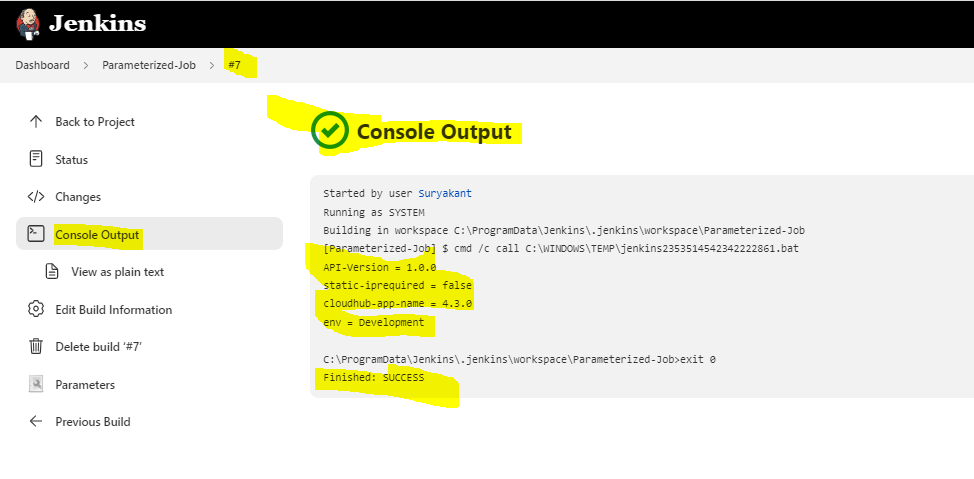 Jenkins
Dashboard > Parameterized-Job > #7
Back to Project
Status
Changes
Console Output
View as plain text
Edit Build Information
Delete build ‘#7’
Parameters
Previous Build
Console Output
Started by user Suryakant
Running as SYSTEM
Building in workspace C:\ProgramData\Jenkins\.jenkins\workspace\Parameterized-Job
[Parameterized-Job] $ cmd /c call C:\WINDOWS\TEMP\jenkins2353514542342222861.bat
API-Version = 1.0.0
static-iprequired = false
cloudhub-app-name = 4.3.0
env = Development
C:\ProgramData\Jenkins\.jenkins\workspace\Parameterized-Job>exit 0
Finished: SUCCESS